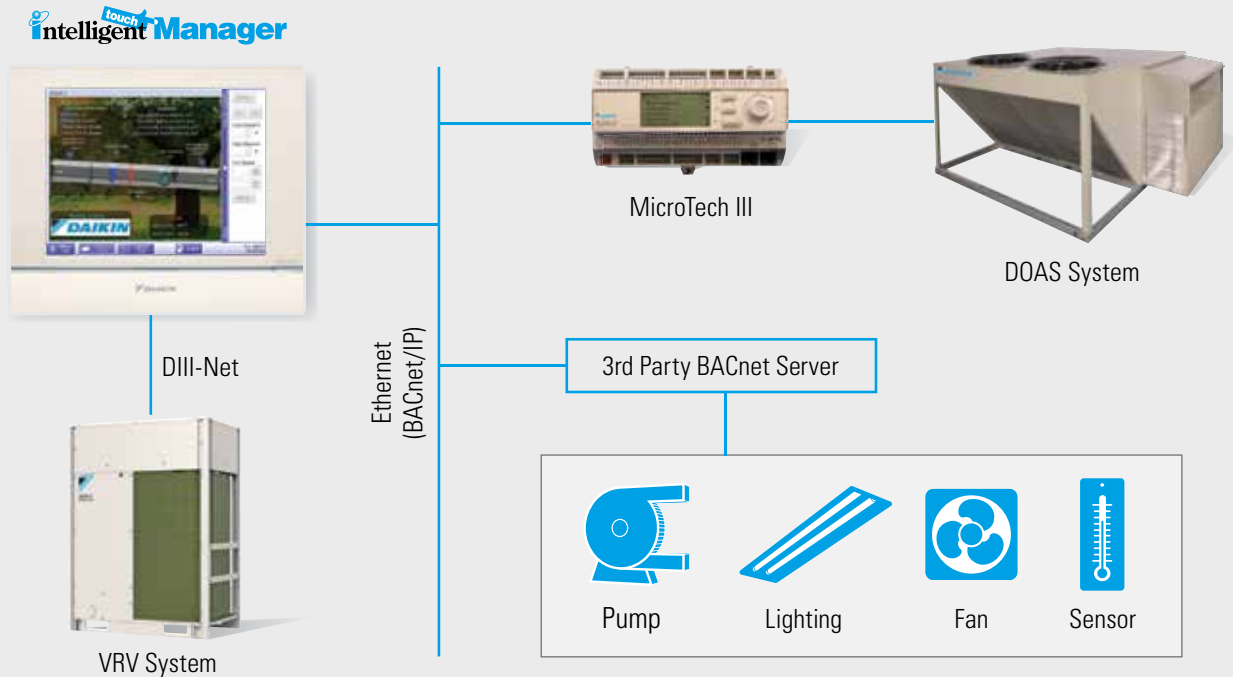 intelligent touch Manager
DAIKIN
DAIKIN
MicroTech III
DOAS System
DIII-Net
Ethernet
(BACnet/IP)
3rd Party BACnet Server
Pump
Lighting
Fan
Sensor
VRV System